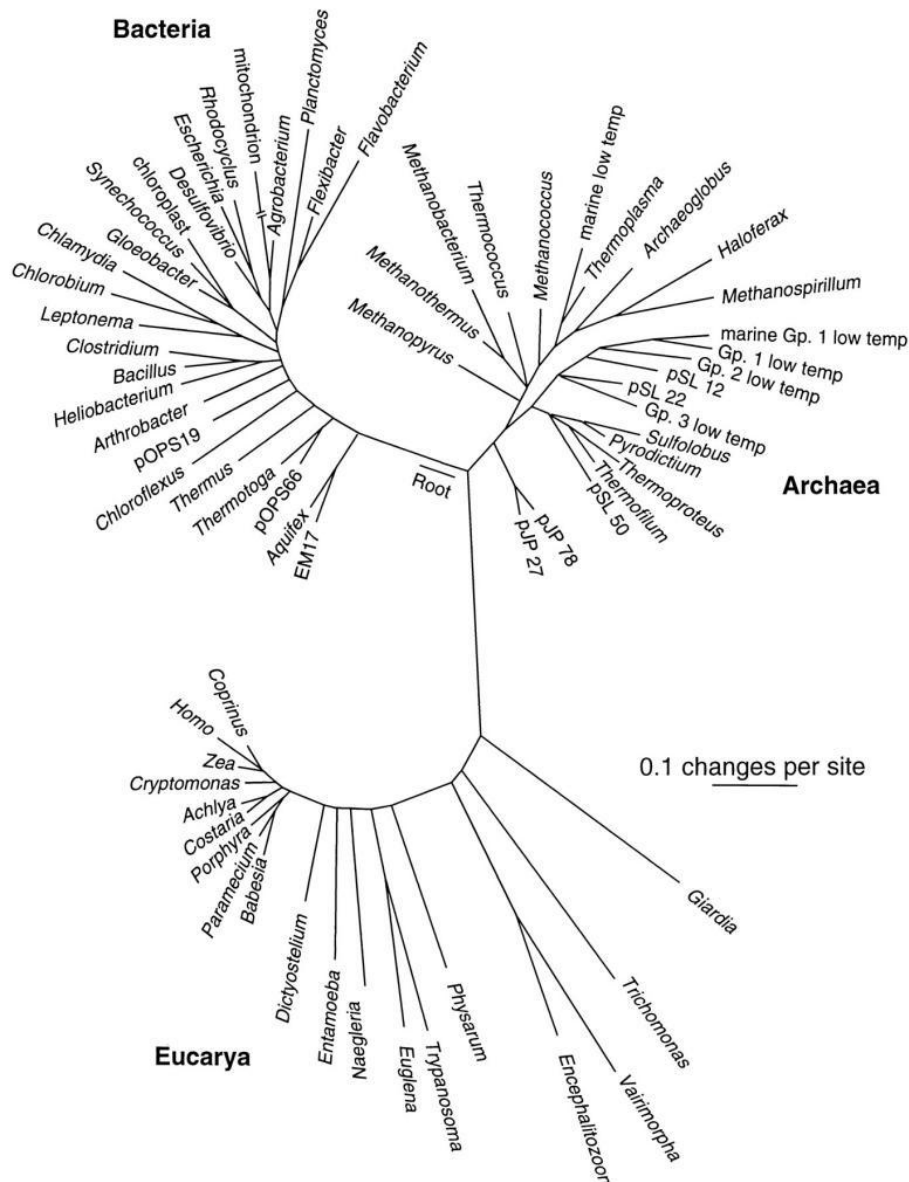 Bacteria
Planctomyces
Flavobacterium
mitochondrion
Rhodocyclus
Escherichia
Desulfovibrio
Agrobacterium
Flexibacter
chloroplast
Synechococcus
Gloeobacter
Chlamydia
Chlorobium
Leptonema
Clostridium
Bacillus
Heliobacterium
Arthrobacter
pOPS19
Chloroflexus
Thermus
Thermotoga
pOPS66
Aquifex
EM17
Root
Methanopyrus
Methanothermus
Methanobacterium
Thermococcus
Methanococcus
marine low temp
Thermoplasma
Archaeoglobus
Haloferax
Methanospirillum
marine Gp. 1 low temp
Gp. 1 low temp
Gp. 2 low temp
pSL 12
pSL 22
Gp. 3 low temp
Sulfolobus
Pyrodictium
Thermoproteus
Thermofilum
pSL 50
pJP 78
pJP 27
Archaea
0.1 changes per site
Coprinus
Homo
Zea
Cryptomonas
Achlya
Costaria
Porphyra
Paramecium
Babesia
Dictyostelium
Entamoeba
Naegleria
Euglena
Trypanosoma
Physarum
Encephalitozoon
Vairimorpha
Trichomonas
Giardia
Eucarya